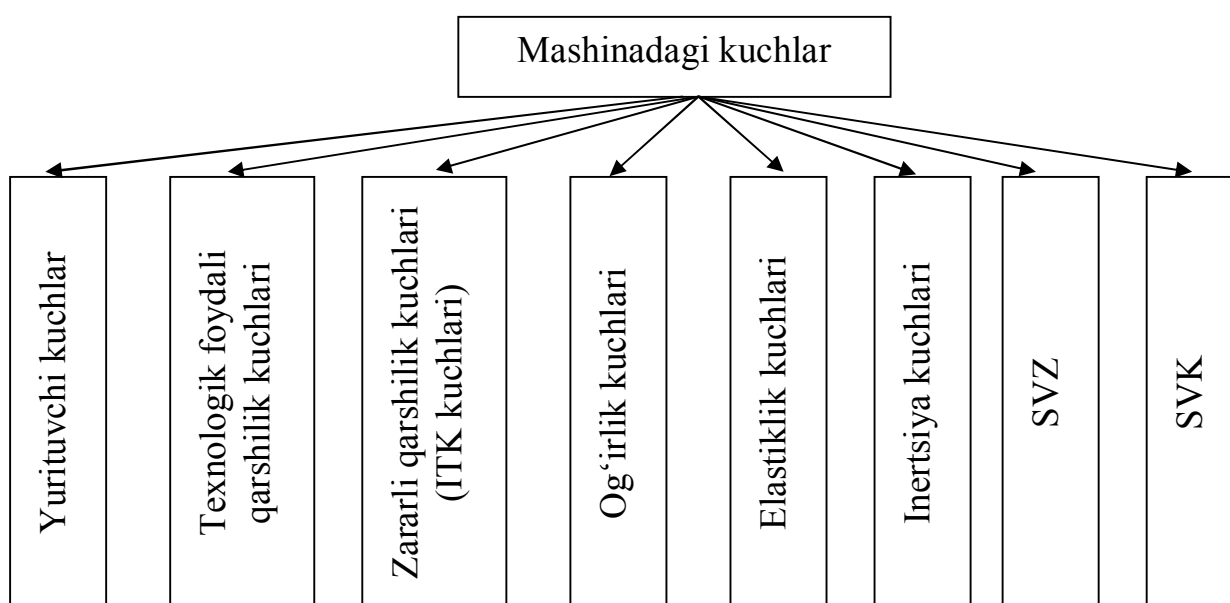 Mashinadagi kuchlar
Yurituvchi kuchlar
Texnologik foydali
qarshilik kuchlari
Zararli qarshilik kuchlari
(ITK kuchlari)
Og‘irlik kuchlari
Elastiklik kuchlari
Inertsiya kuchlari
SVZ
SVK